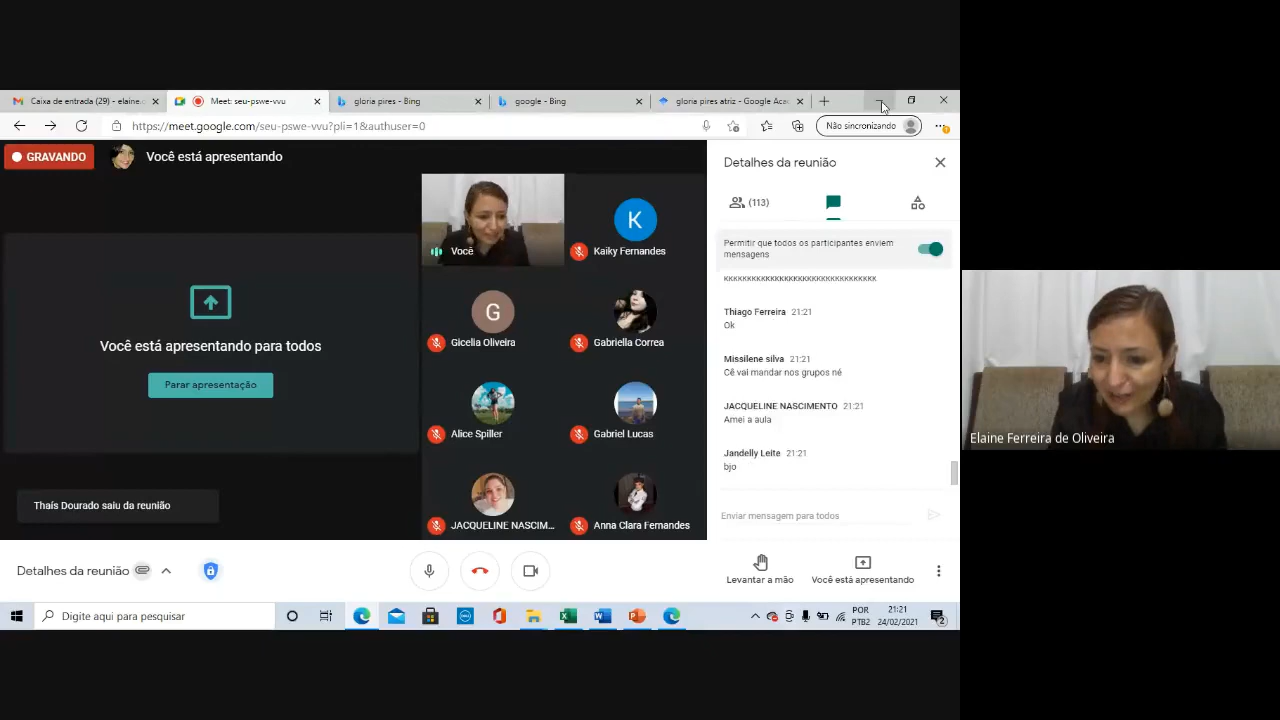 Caixa de entrada (29) - elaine.
Meet: seu-pswe-vvu
gloria pires - Bing
google - Bing
gloria pires atriz - Google Aca
https://meet.google.com/seu-pswe-vvu?pli=1&authuser=0
Não sincronizando
GRAVANDO
Você está apresentando
Você está apresentando para todos
Parar apresentação
Thaís Dourado saiu da reunião
Você
Kaiky Fernandes
K
G
Gicelia Oliveira
Gabriella Correa
Alice Spiller
Gabriel Lucas
JACQUELINE NASCIM...
Anna Clara Fernandes
Detalhes da reunião
(113)
Permitir que todos os participantes enviem
mensagens
Thiago Ferreira 21:21
Ok
Missilene silva 21:21
Cê vai mandar nos grupos né
JACQUELINE NASCIMENTO 21:21
Amei a aula
Jandelly Leite 21:21
bjo
Enviar mensagem para todos
Detalhes da reunião
Levantar a mão
Você está apresentando
Digite aqui para pesquisar
POR
PTB2
21:21
24/02/2021
2
Elaine Ferreira de Oliveira